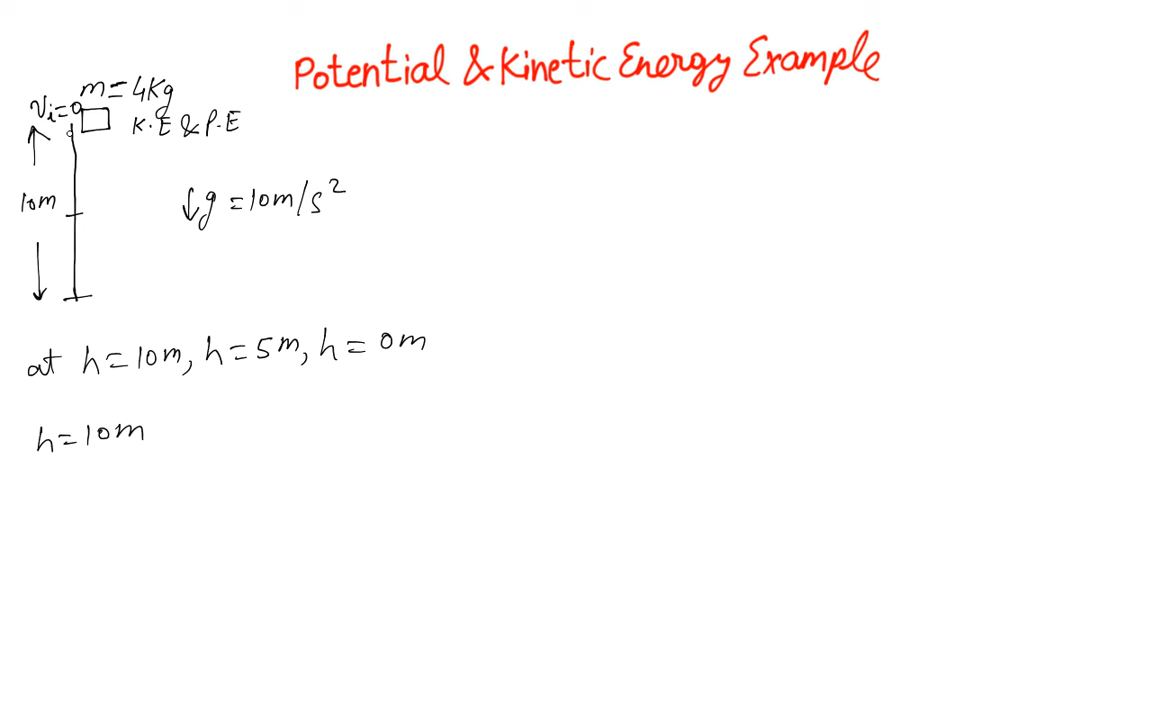 Potential & Kinetic Energy Example
m = 4Kg
Vi=0
K.E & P.E
10m
↓g = 10m/s²
at h=10m, h=5m, h=0m
h=10m